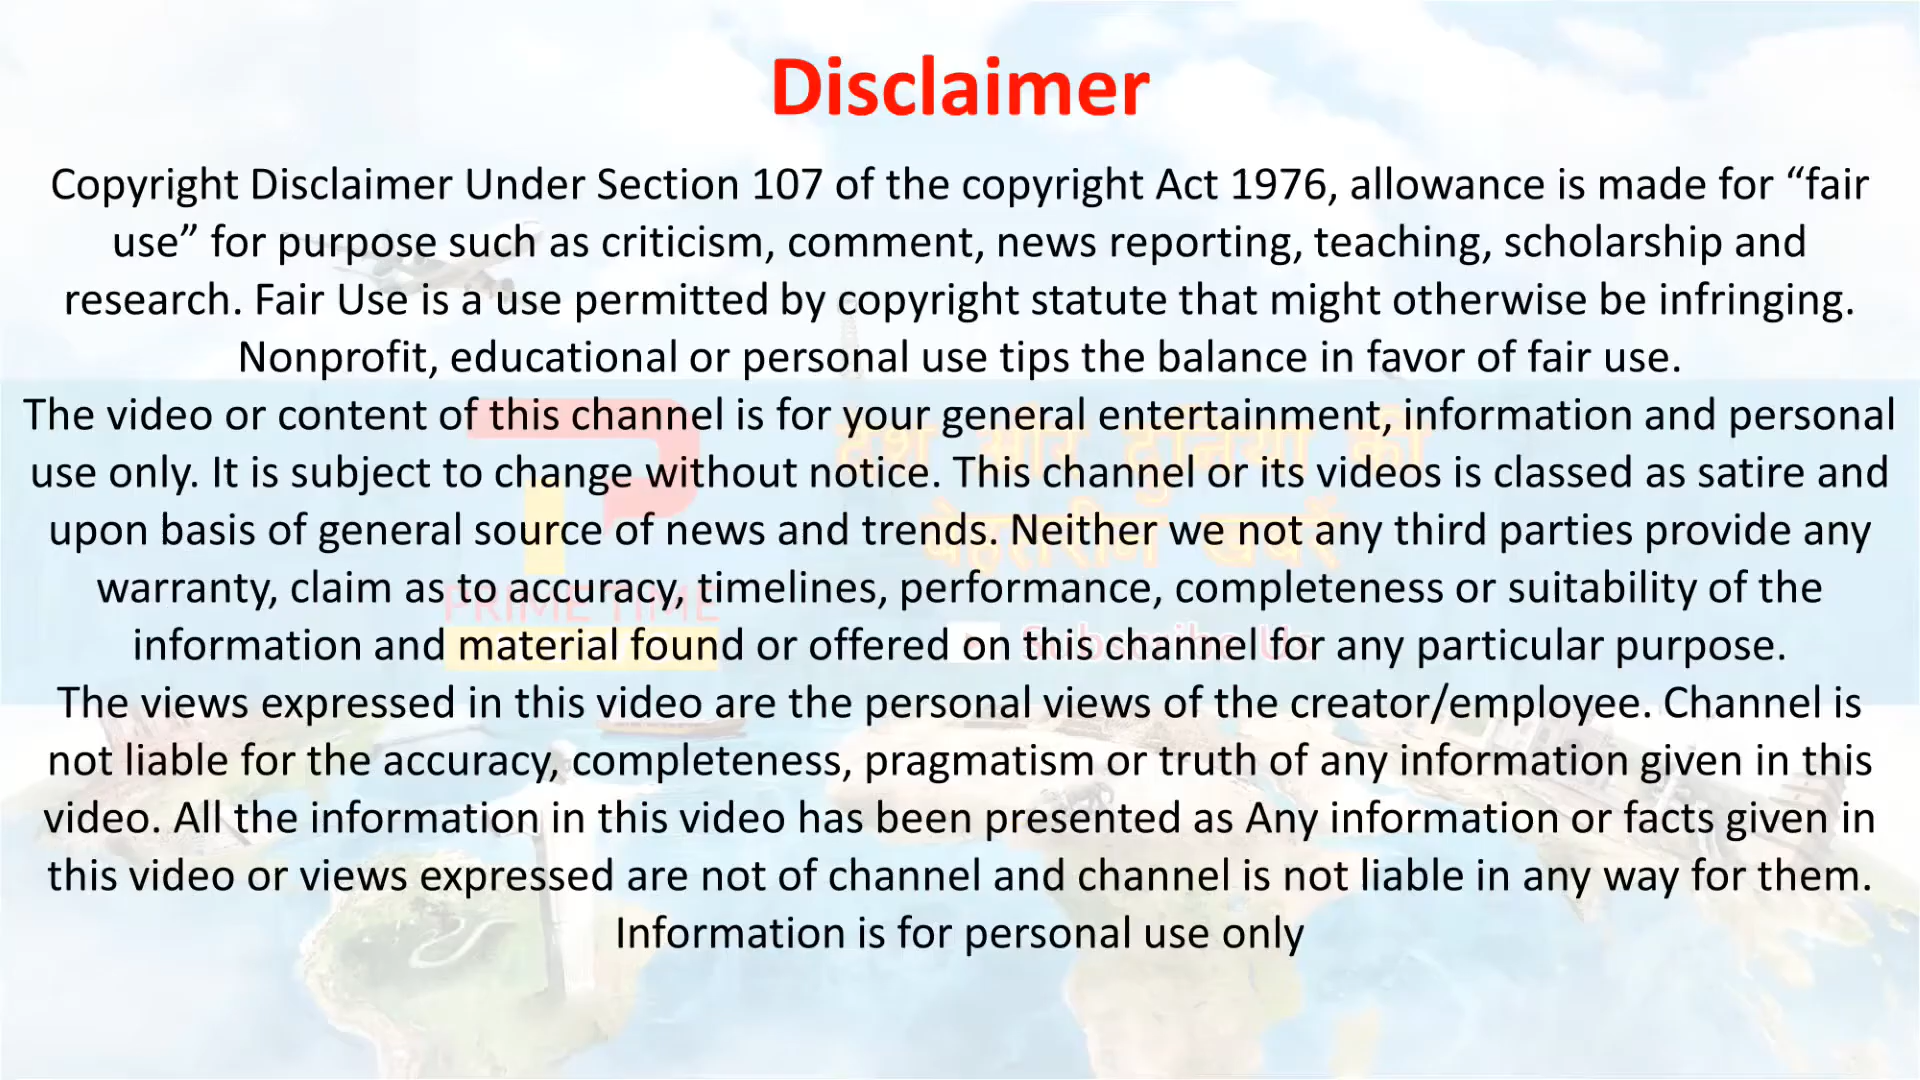 Disclaimer
Copyright Disclaimer Under Section 107 of the copyright Act 1976, allowance is made for “fair
use” for purpose such as criticism, comment, news reporting, teaching, scholarship and
research. Fair Use is a use permitted by copyright statute that might otherwise be infringing.
Nonprofit, educational or personal use tips the balance in favor of fair use.
The video or content of this channel is for your general entertainment, information and personal
use only. It is subject to change without notice. This channel or its videos is classed as satire and
upon basis of general source of news and trends. Neither we not any third parties provide any
warranty, claim as to accuracy, timelines, performance, completeness or suitability of the
information and material found or offered on this channel for any particular purpose.
The views expressed in this video are the personal views of the creator/employee. Channel is
not liable for the accuracy, completeness, pragmatism or truth of any information given in this
video. All the information in this video has been presented as Any information or facts given in
this video or views expressed are not of channel and channel is not liable in any way for them.
Information is for personal use only
देश और दुनिया की
बेहतरीन खबरें
PRIME TIME
Subscribe Us